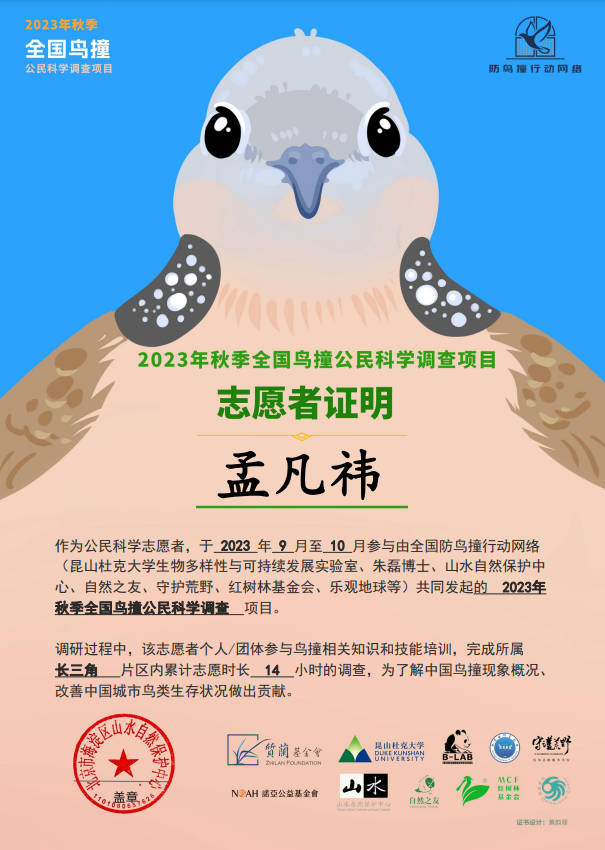 2023年秋季
全国鸟撞
公民科学调查项目
防鸟撞行动网络
2023年秋季全国鸟撞公民科学调查项目
志愿者证明
孟凡祎
作为公民科学志愿者，于 2023 年 9 月至 10 月参与由全国防鸟撞行动网络
（昆山杜克大学生物多样性与可持续发展实验室、朱磊博士、山水自然保护中
心、自然之友、守护荒野、红树林基金会、乐观地球等）共同发起的 2023年
秋季全国鸟撞公民科学调查 项目。
调研过程中，该志愿者个人/团体参与鸟撞相关知识和技能培训，完成所属
长三角 片区内累计志愿时长 14 小时的调查，为了解中国鸟撞现象概况、
改善中国城市鸟类生存状况做出贡献。
北京市海淀区山水自然保护中心
盖章
1101080657626
質蘭基金會
ZHILAN FOUNDATION
昆山杜克大学
DUKE KUNSHAN
UNIVERSITY
B-LAB
守护荒野
NOAH 諾亞公益基金會
山水
山水自然保护中心
自然之友
MCF
红树林
基金会
证书设计：